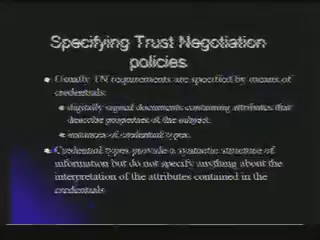 Specifying Trust Negotiation
policies
Usually TN requirements are specified by means of
credentials:
digitally signed documents containing attributes that
describe properties of the subject.
instances of credential types.
Credential types provide a syntactic structure of
information but do not specify anything about the
interpretation of the attributes contained in the
credentials